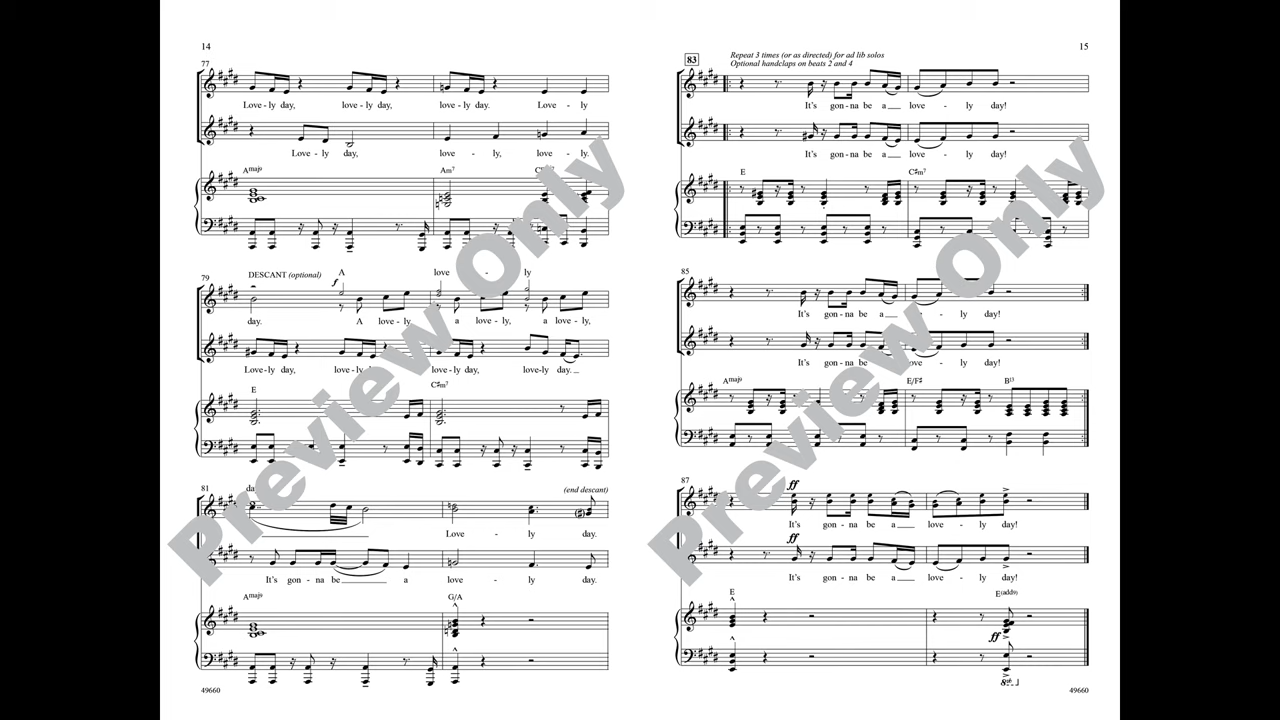 14
77
Love-ly day, love-ly day, love-ly day. Love - ly
Love - ly day, love - ly, love - ly.
Amaj9 Am7
79
DESCANT (optional) f A love - ly
day. A love-ly a love-ly, a love-ly,
Love-ly day, love-ly love-ly day, love-ly day.
E C#m7
81
(end descant)
Love - ly day.
It's gon-na be a love - ly day.
Amaj9 G/A
49660
15
83
Repeat 3 times (or as directed) for ad lib solos
Optional handclaps on beats 2 and 4
It's gon-na be a love - ly day!
It's gon-na be a love - ly day!
E C#m7
85
It's gon-na be a love - ly day!
It's gon-na be a love - ly day!
Amaj9 E/F# B13
87
ff
It's gon-na be a love - ly day!
ff
It's gon-na be a love - ly day!
E E(add9)
ff
49660
Preview Only
Preview Only